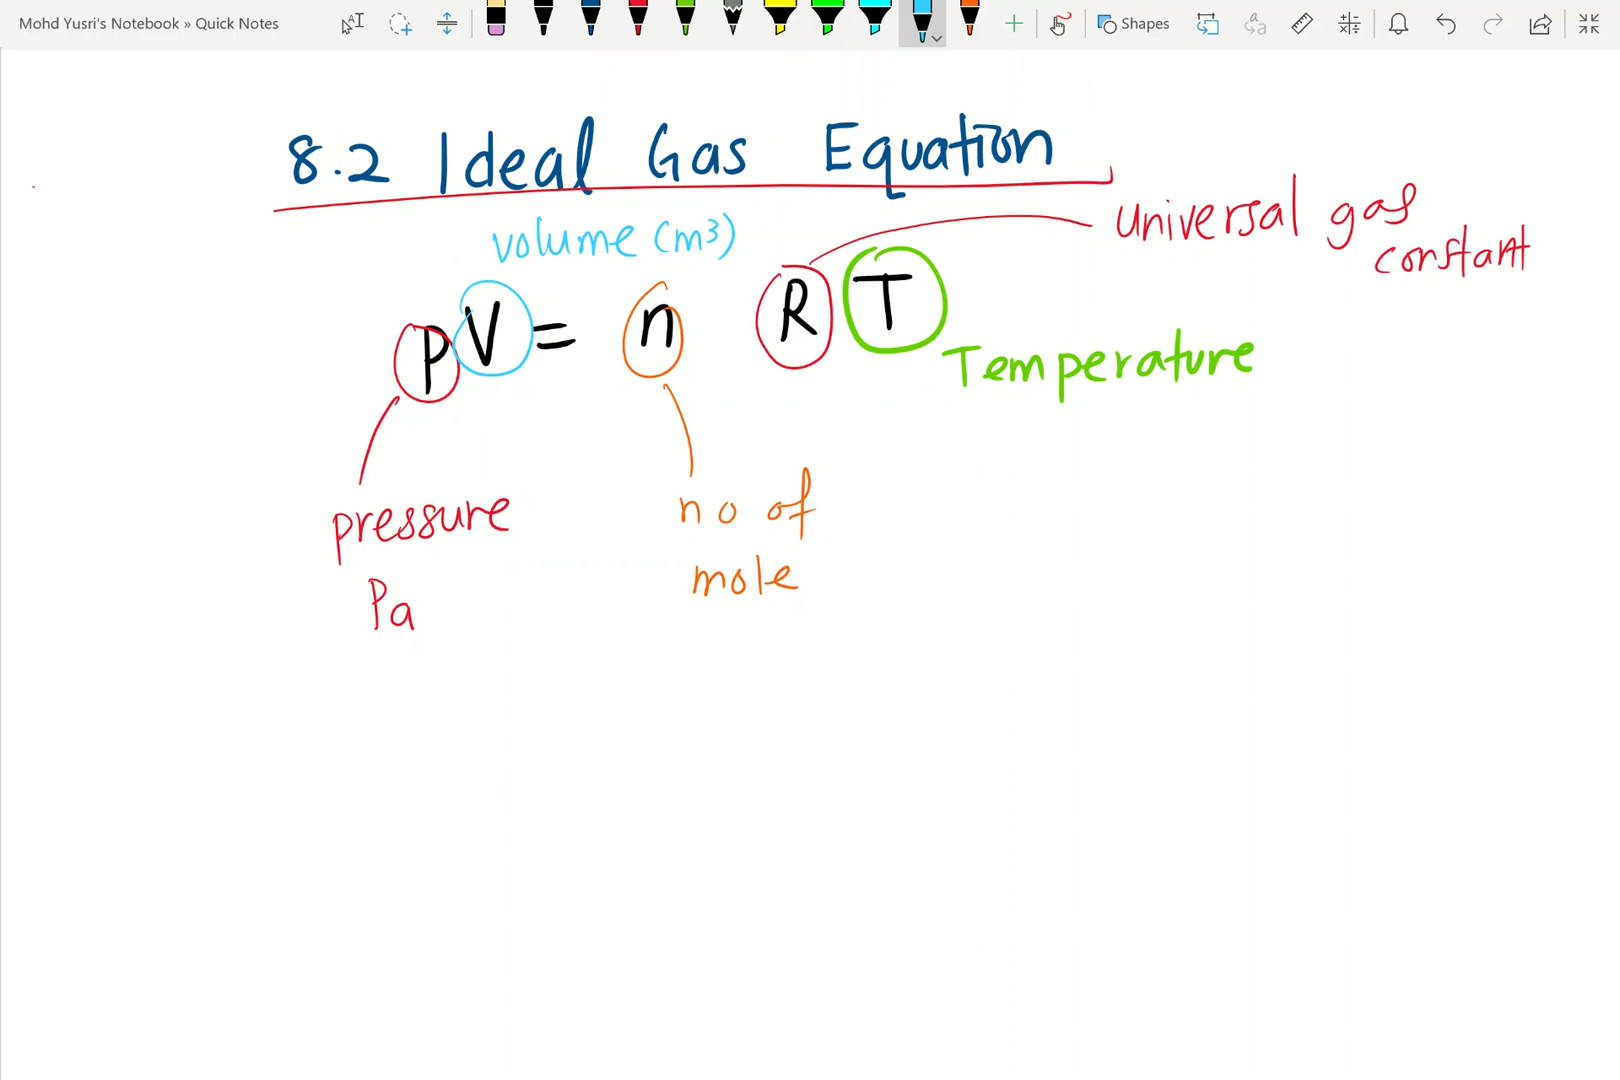 Mohd Yusri's Notebook » Quick Notes
Shapes
8.2 Ideal Gas Equation
volume (m3)
universal gas
constant
PV = n R T
Temperature
pressure
Pa
no of
mole